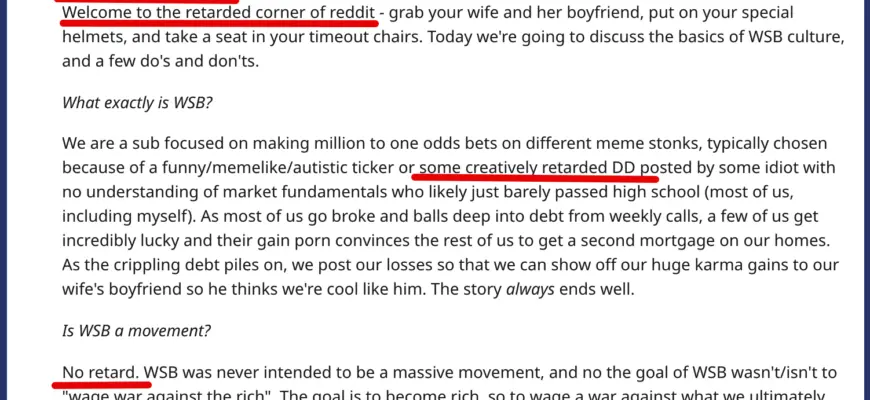 Welcome to the retarded corner of reddit - grab your wife and her boyfriend, put on your special
helmets, and take a seat in your timeout chairs. Today we're going to discuss the basics of WSB culture,
and a few do's and don'ts.
What exactly is WSB?
We are a sub focused on making million to one odds bets on different meme stonks, typically chosen
because of a funny/memelike/autistic ticker or some creatively retarded DD posted by some idiot with
no understanding of market fundamentals who likely just barely passed high school (most of us,
including myself). As most of us go broke and balls deep into debt from weekly calls, a few of us get
incredibly lucky and their gain porn convinces the rest of us to get a second mortgage on our homes.
As the crippling debt piles on, we post our losses so that we can show off our huge karma gains to our
wife's boyfriend so he thinks we're cool like him. The story always ends well.
Is WSB a movement?
No retard. WSB was never intended to be a massive movement, and no the goal of WSB wasn't/isn't to
"wage war against the rich". The goal is to become rich, so to wage a war against what we ultimately